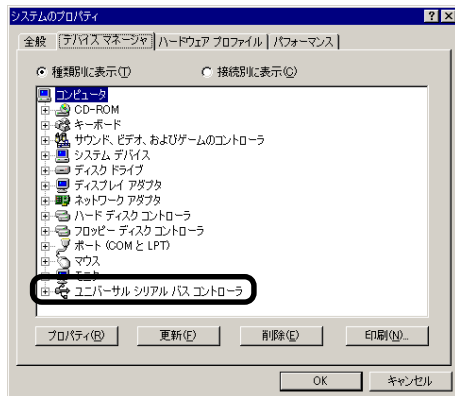 システムのプロパティ
全般 デバイス マネージャ ハードウェア プロファイル パフォーマンス
種類別に表示(T) 接続別に表示(C)
コンピュータ
CD-ROM
キーボード
サウンド、ビデオ、およびゲームのコントローラ
システム デバイス
ディスク ドライブ
ディスプレイ アダプタ
ネットワーク アダプタ
ハード ディスク コントローラ
フロッピー ディスク コントローラ
ポート (COM と LPT)
マウス
モニタ
ユニバーサル シリアル バス コントローラ
プロパティ(R) 更新(F) 削除(E) 印刷(N)...
OK キャンセル